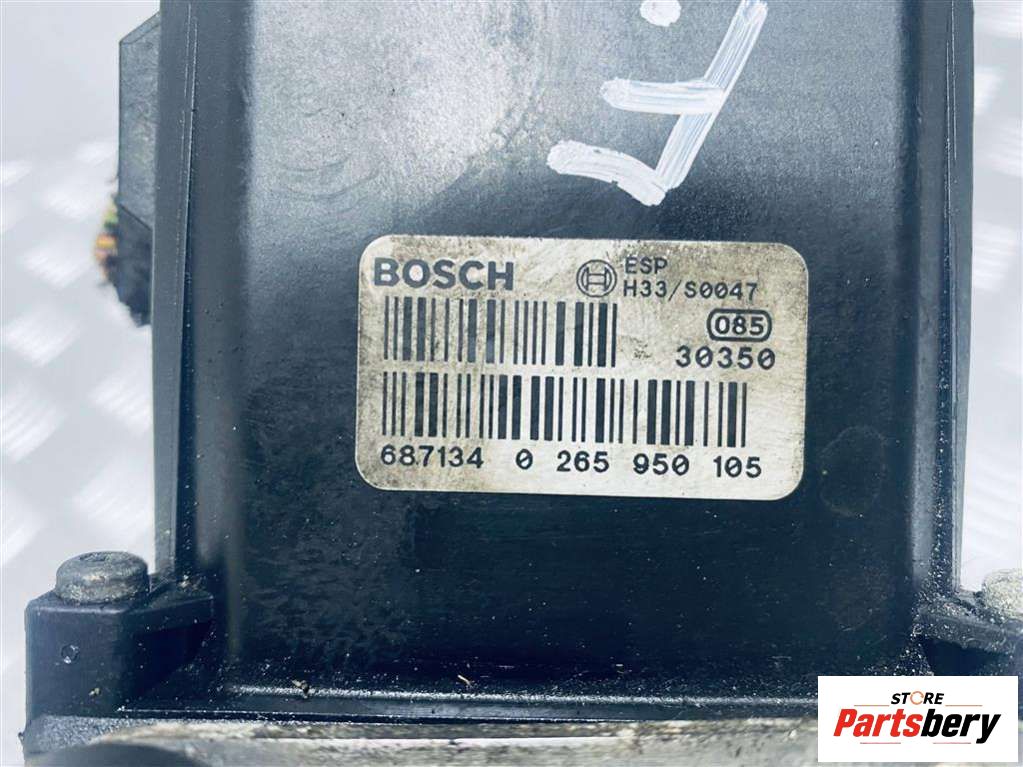 BOSCH
ESP
H33/S0047
085
30350
687134 0 265 950 105
STORE
Partsbery